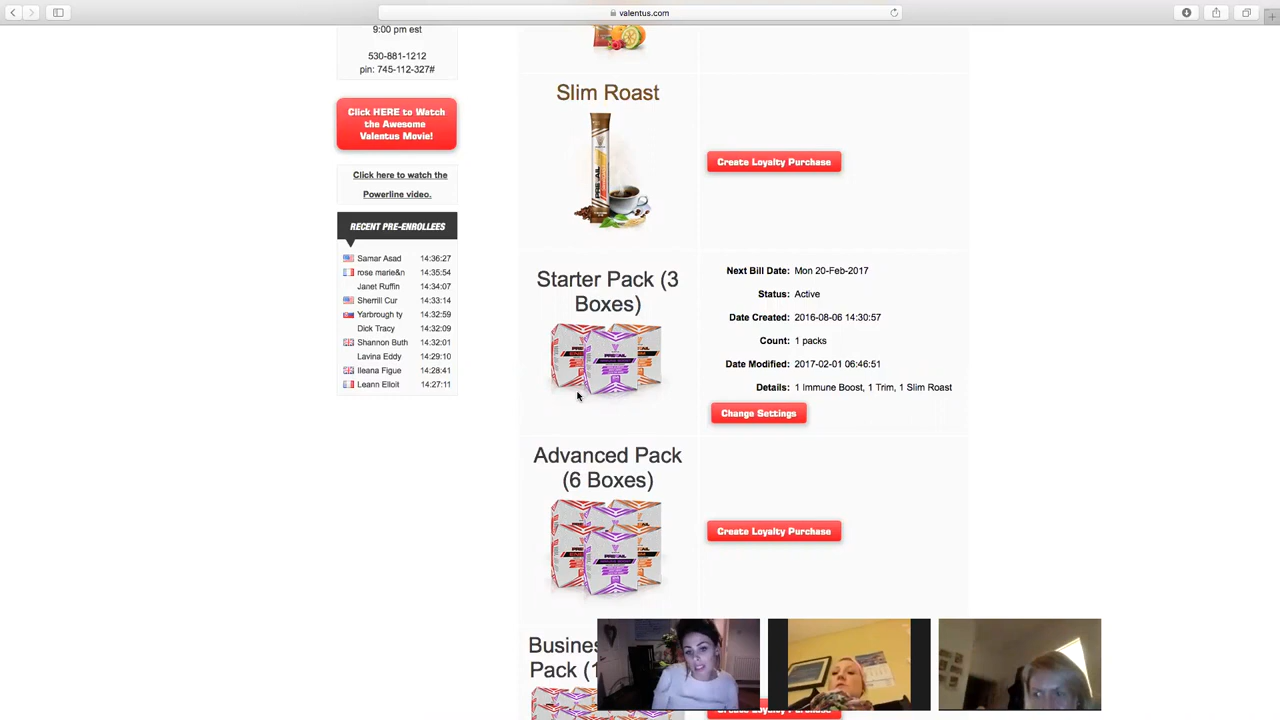 valentus.com
9:00 pm est
530-881-1212
pin: 745-112-327#
Click HERE to Watch
the Awesome
Valentus Movie!
Click here to watch the
Powerline video.
RECENT PRE-ENROLLEES
Samar Asad 14:36:27
rose marie&n 14:35:54
Janet Ruffin 14:34:07
Sherrill Cur 14:33:14
Yarbrough ty 14:32:59
Dick Tracy 14:32:09
Shannon Buth 14:32:01
Lavina Eddy 14:29:10
Ileana Figue 14:28:41
Leann Elloit 14:27:11
Slim Roast
PREVAIL
Create Loyalty Purchase
Starter Pack (3
Boxes)
PREVAIL
Next Bill Date: Mon 20-Feb-2017
Status: Active
Date Created: 2016-08-06 14:30:57
Count: 1 packs
Date Modified: 2017-02-01 06:46:51
Details: 1 Immune Boost, 1 Trim, 1 Slim Roast
Change Settings
Advanced Pack
(6 Boxes)
PREVAIL
Create Loyalty Purchase
Busines
Pack (1